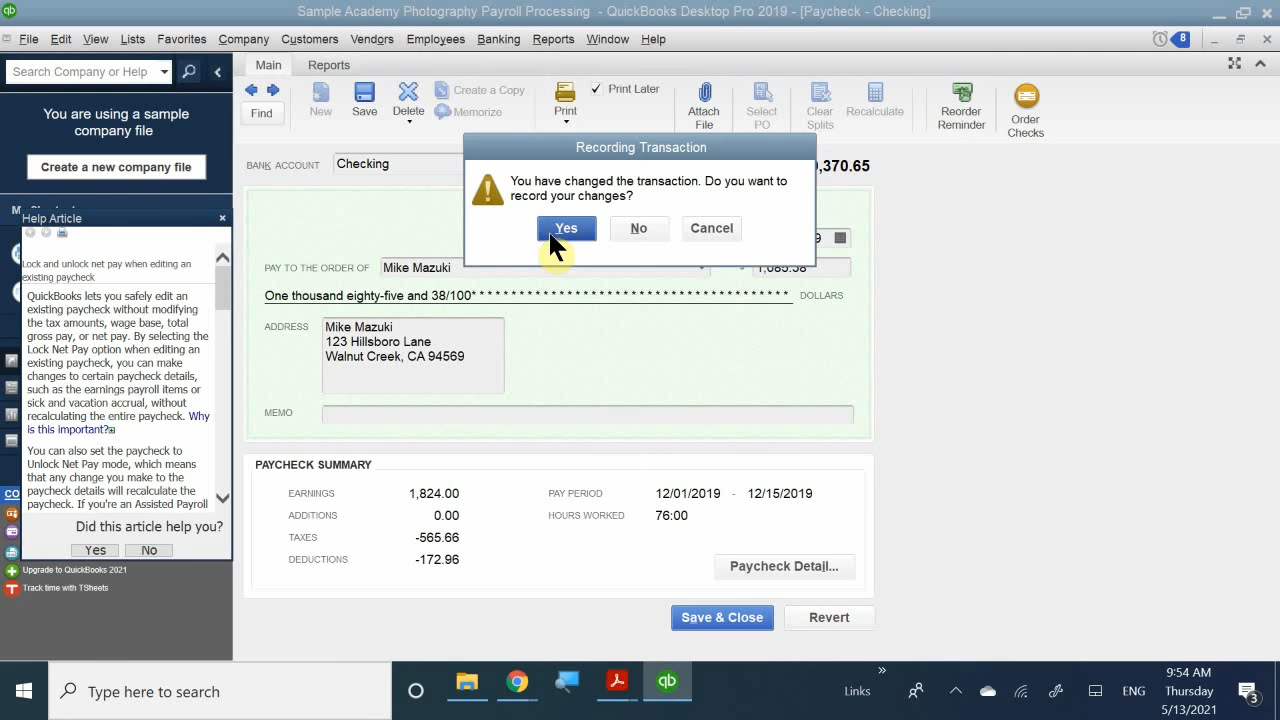 Sample Academy Photography Payroll Processing - QuickBooks Desktop Pro 2019 - [Paycheck - Checking]
File Edit View Lists Favorites Company Customers Vendors Employees Banking Reports Window Help
8
Search Company or Help
You are using a sample
company file
Create a new company file
Main Reports
Find
New
Save
Delete
Create a Copy
Memorize
Print
Print Later
Attach
File
Select
PO
Clear
Splits
Recalculate
Reorder
Reminder
Order
Checks
BANK ACCOUNT Checking
,370.65
Recording Transaction
You have changed the transaction. Do you want to
record your changes?
Yes No Cancel
9
PAY TO THE ORDER OF Mike Mazuki
1,085.38
One thousand eighty-five and 38/100* * * * * * * * * * * * * * * * * * * * * * * * * * * * * * * * * * * * * * DOLLARS
ADDRESS
Mike Mazuki
123 Hillsboro Lane
Walnut Creek, CA 94569
MEMO
PAYCHECK SUMMARY
EARNINGS 1,824.00 PAY PERIOD 12/01/2019 - 12/15/2019
ADDITIONS 0.00 HOURS WORKED 76:00
TAXES -565.66
DEDUCTIONS -172.96
Paycheck Detail...
Save & Close Revert
Help Article
Lock and unlock net pay when editing an
existing paycheck
QuickBooks lets you safely edit an
existing paycheck without modifying
the tax amounts, wage base, total
gross pay, or net pay. By selecting the
Lock Net Pay option when editing an
existing paycheck, you can make
changes to certain paycheck details,
such as the earnings payroll items or
sick and vacation accrual, without
recalculating the entire paycheck. Why
is this important?
You can also set the paycheck to
Unlock Net Pay mode, which means
that any change you make to the
paycheck details will recalculate the
paycheck. If you're an Assisted Payroll
Did this article help you?
Yes No
Upgrade to QuickBooks 2021
Track time with TSheets
Type here to search
Links
ENG
9:54 AM
Thursday
5/13/2021
3